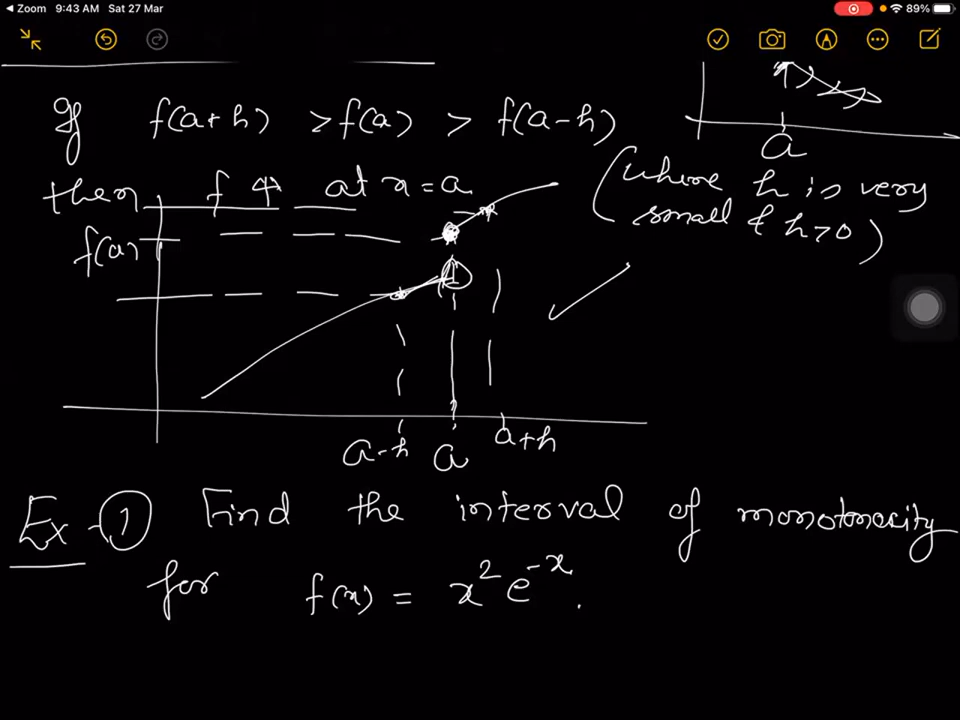 Zoom 9:43 AM Sat 27 Mar 89%
If f(a+h) > f(a) > f(a-h)
a
then f ↑ at x = a
(where h is very
small & h>0)
f(a)
a-h a a+h
Ex-① Find the interval of monotonocity
for f(x) = x² e⁻ˣ.